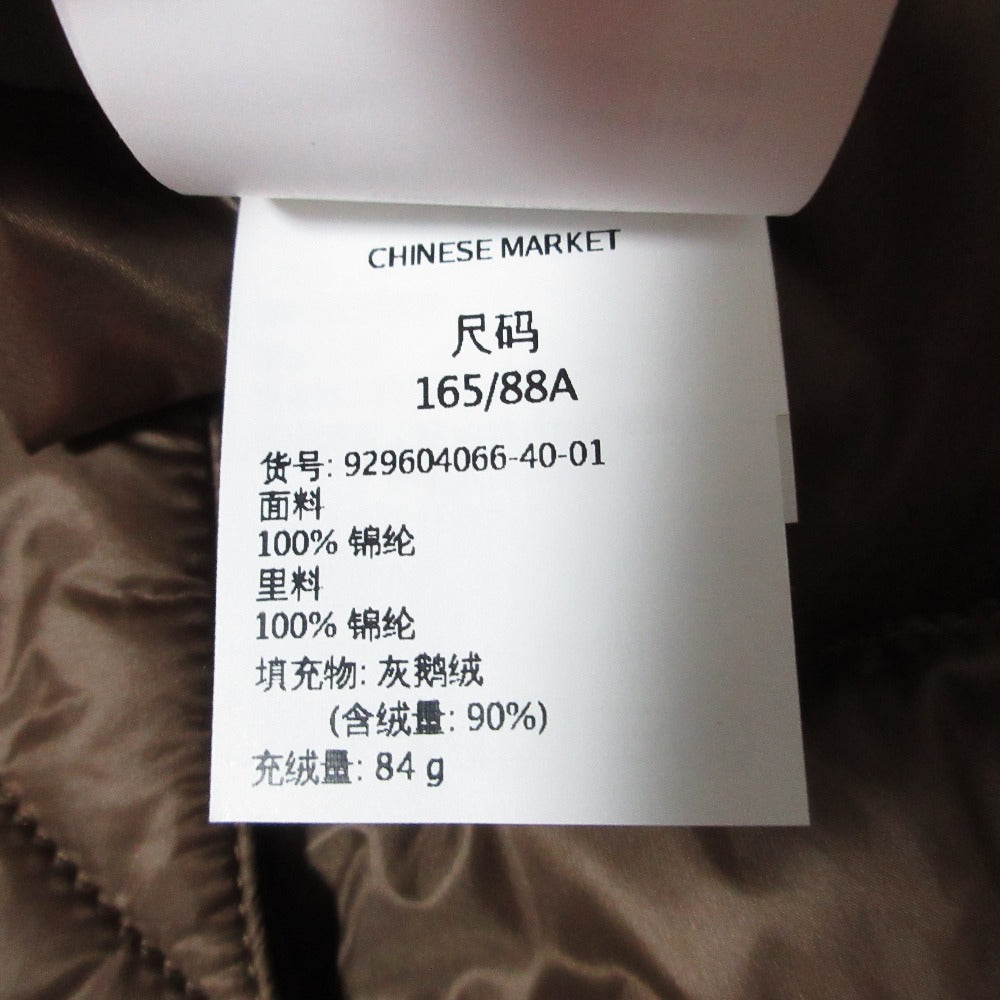 CHINESE MARKET
尺码
165/88A
货号: 929604066-40-01
面料
100% 锦纶
里料
100% 锦纶
填充物: 灰鹅绒
(含绒量: 90%)
充绒量: 84 g